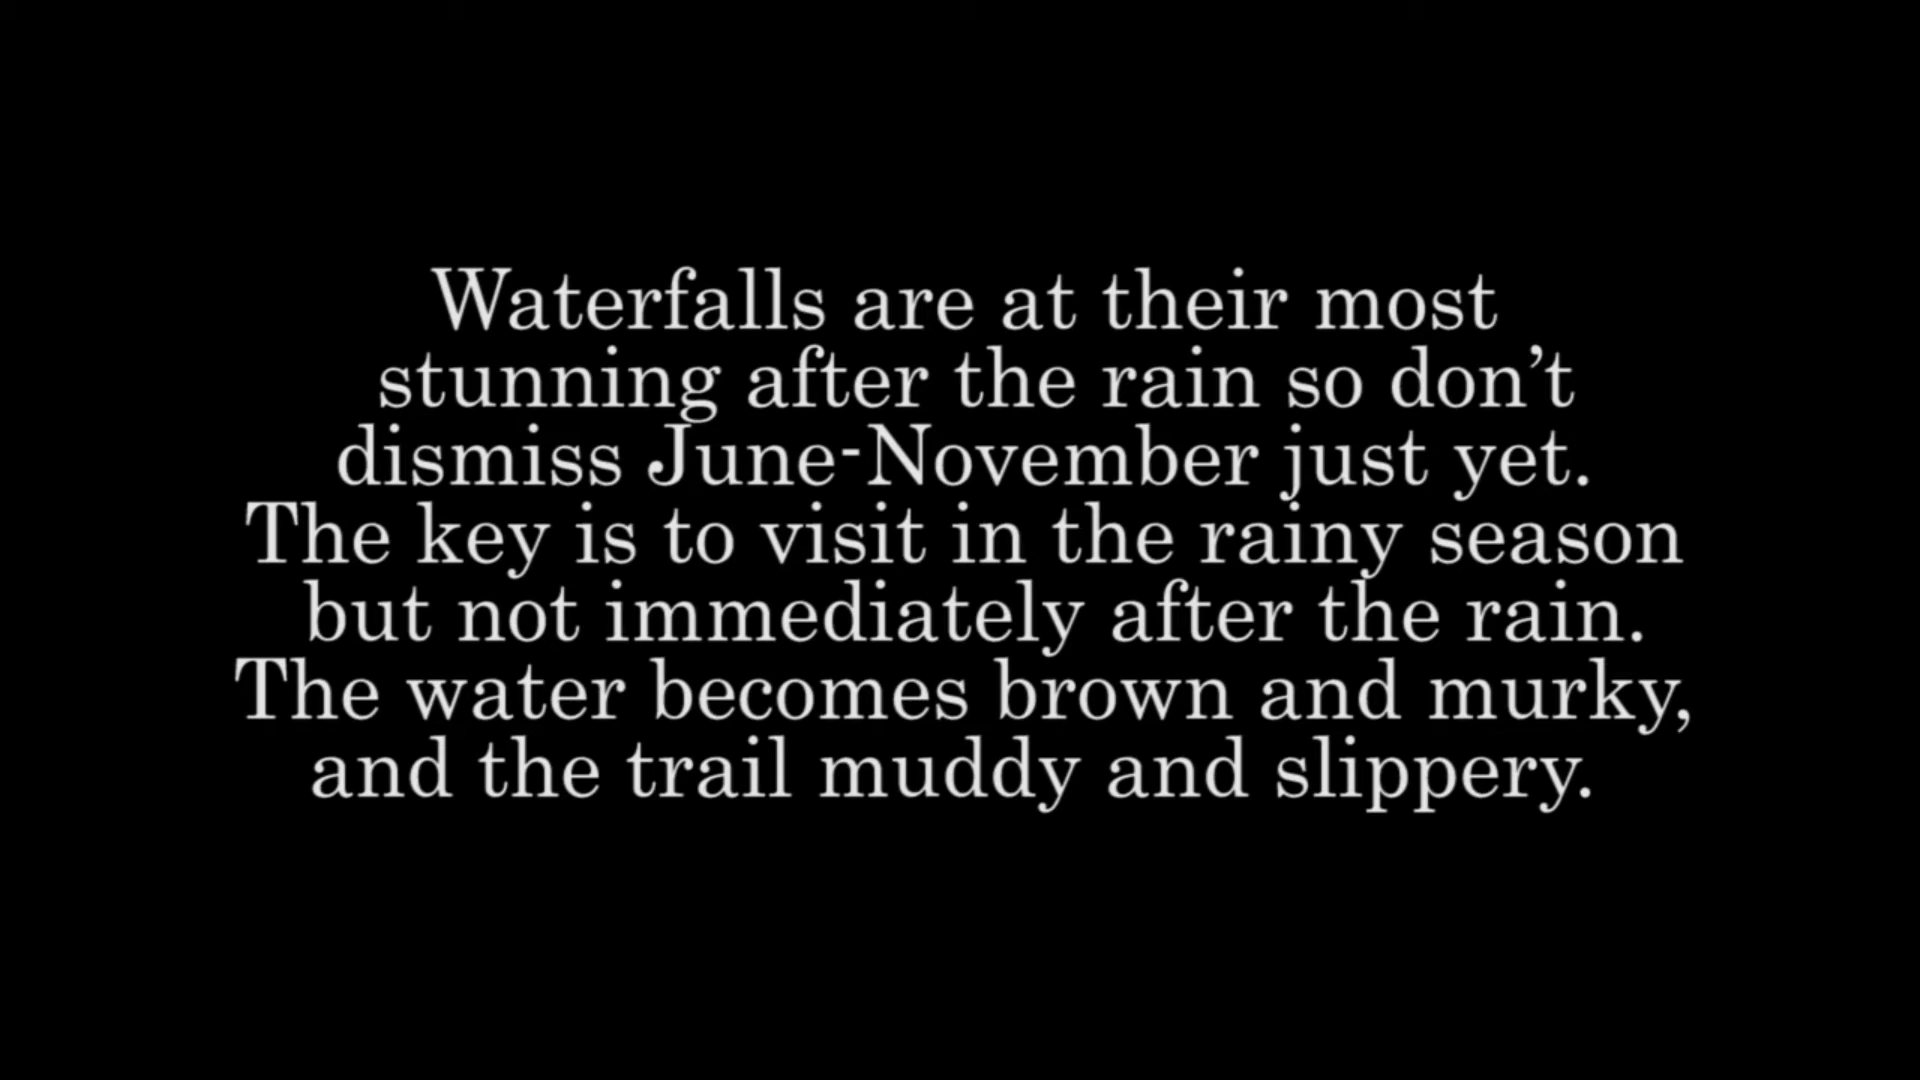 Waterfalls are at their most
stunning after the rain so don’t
dismiss June-November just yet.
The key is to visit in the rainy season
but not immediately after the rain.
The water becomes brown and murky,
and the trail muddy and slippery.